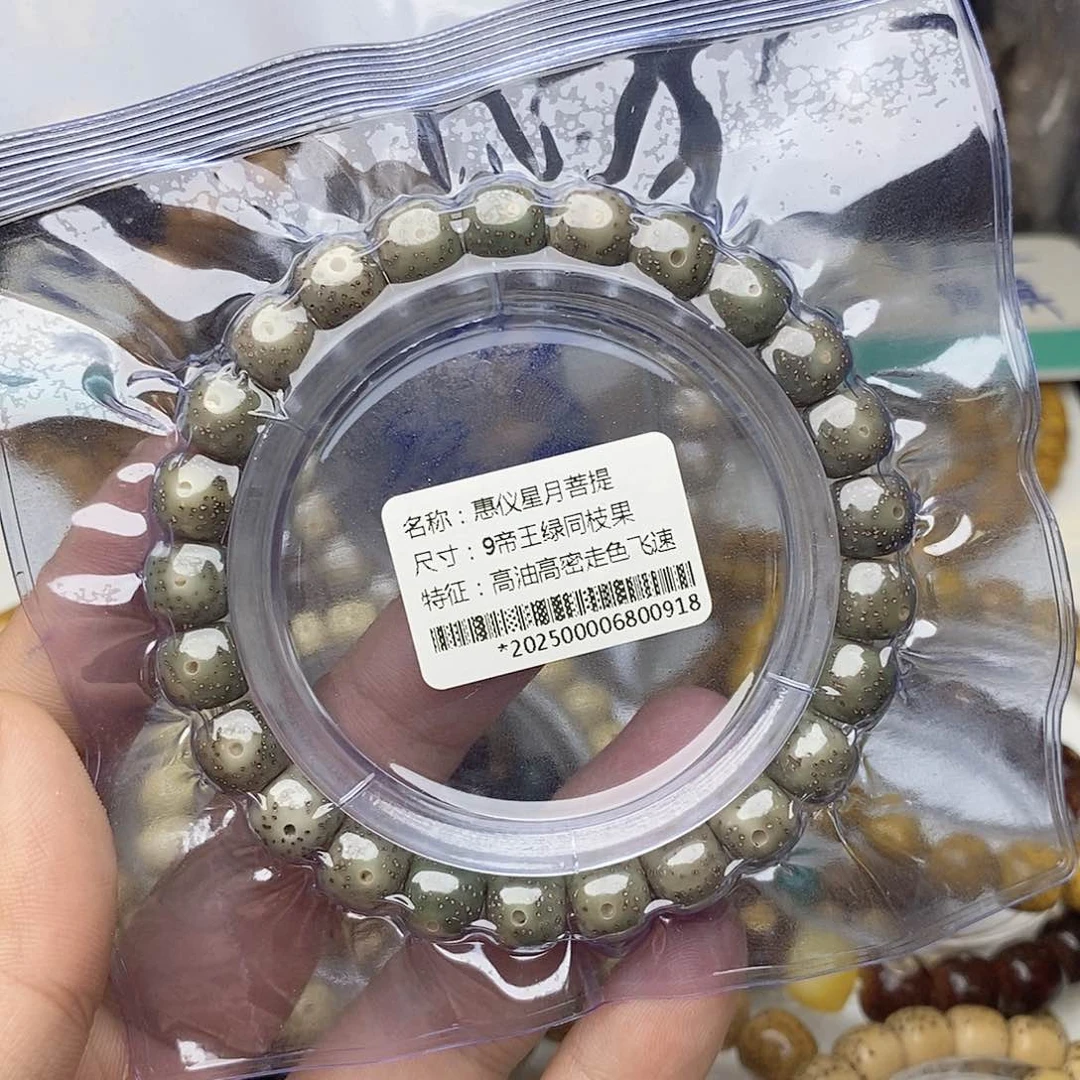 名称：惠仪星月菩提
尺寸：9帝王绿同枝果
特征：高油高密走色飞速
*202500006800918